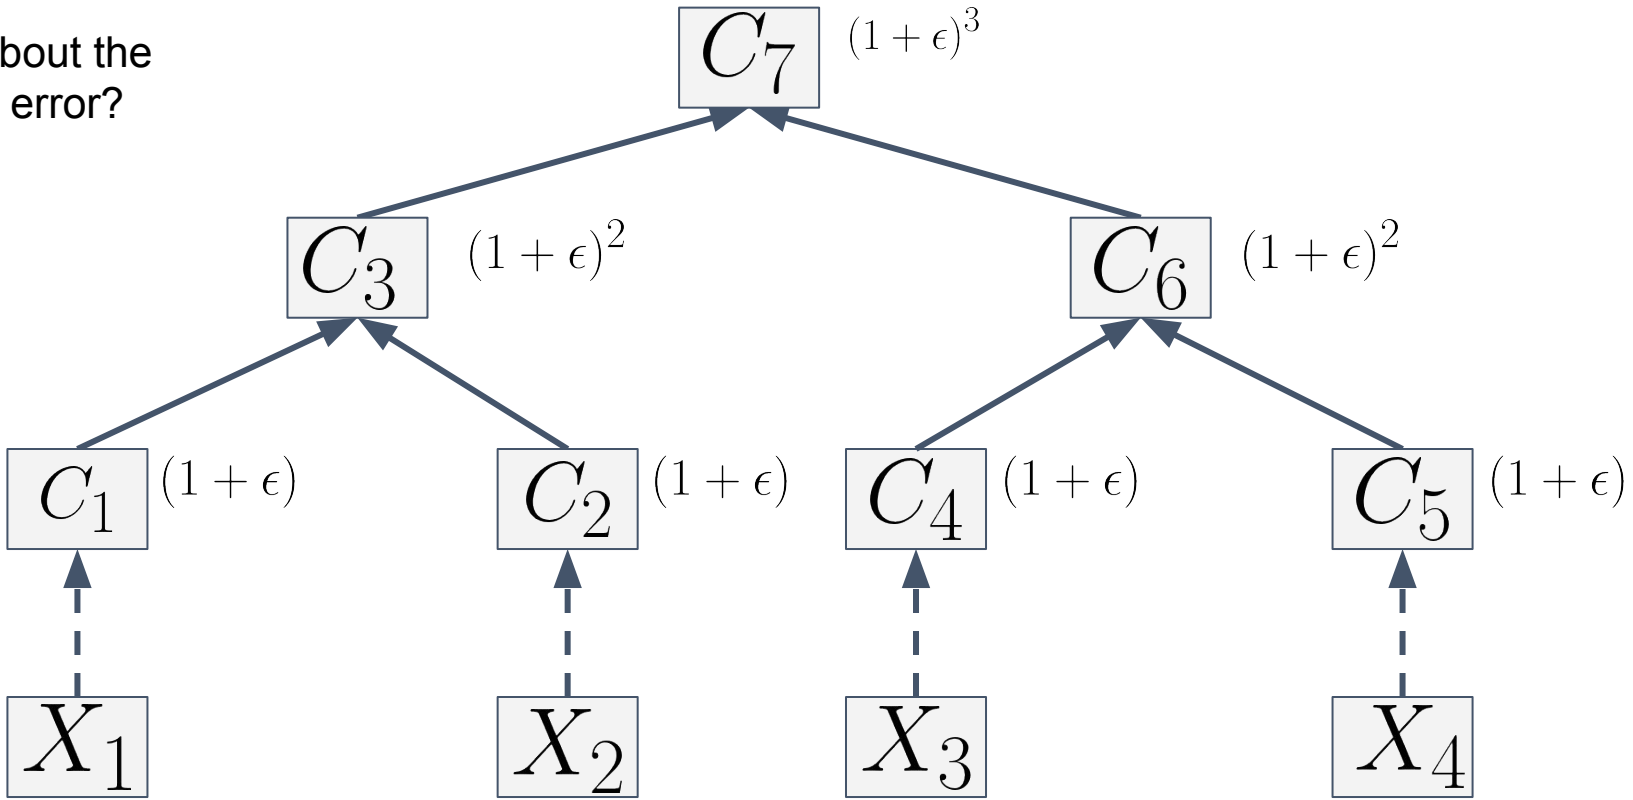 bout the
error?
C₇ (1 + ϵ)³
C₃ (1 + ϵ)² C₆ (1 + ϵ)²
C₁ (1 + ϵ) C₂ (1 + ϵ) C₄ (1 + ϵ) C₅ (1 + ϵ)
X₁ X₂ X₃ X₄